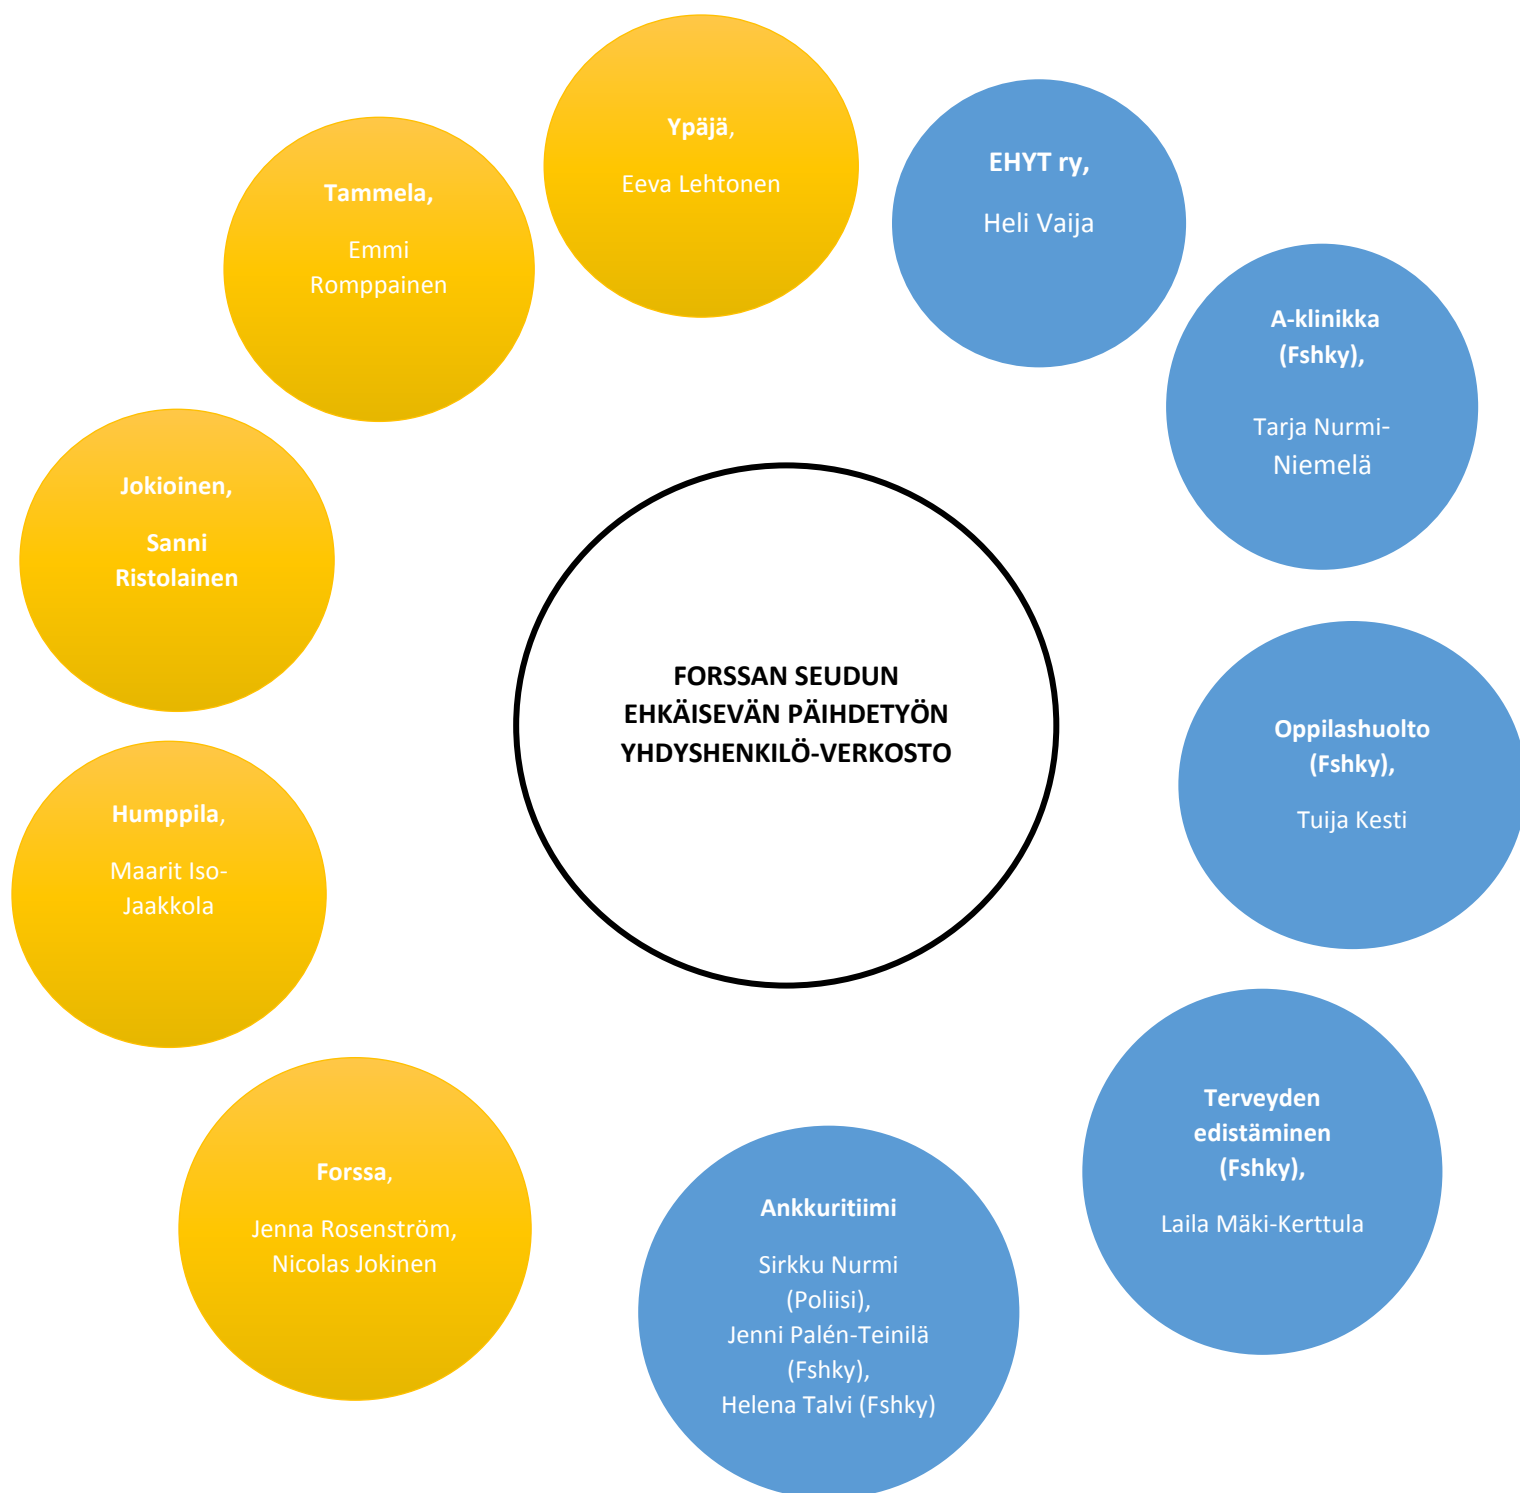 Ypäjä,
Eeva Lehtonen
EHYT ry,
Heli Vaija
Tammela,
Emmi
Romppainen
A-klinikka
(Fshky),
Tarja Nurmi-
Niemelä
Jokioinen,
Sanni
Ristolainen
FORSSAN SEUDUN
EHKÄISEVÄN PÄIHDETYÖN
YHDYSHENKILÖ-VERKOSTO
Oppilashuolto
(Fshky),
Tuija Kesti
Humppila,
Maarit Iso-
Jaakkola
Terveyden
edistäminen
(Fshky),
Laila Mäki-Kerttula
Forssa,
Jenna Rosenström,
Nicolas Jokinen
Ankkuritiimi
Sirkku Nurmi
(Poliisi),
Jenni Palén-Teinilä
(Fshky),
Helena Talvi (Fshky)